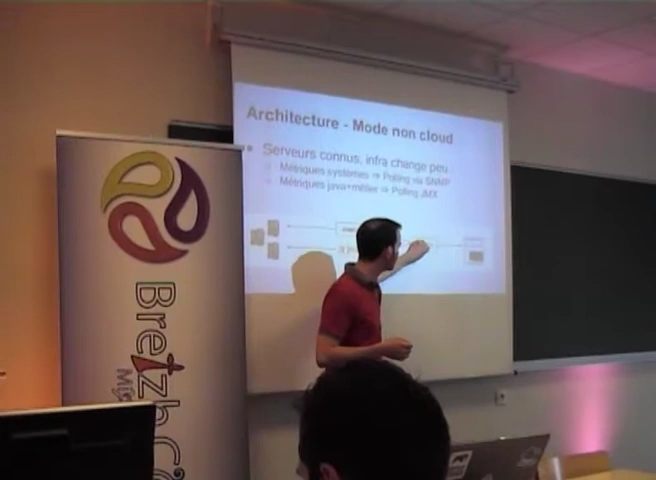 Architecture - Mode non cloud
• Serveurs connus, infra change peu..
Métriques systèmes ⇒ Polling via SNMP
Métriques java+métier ⇒ Polling JMX
BreizhC